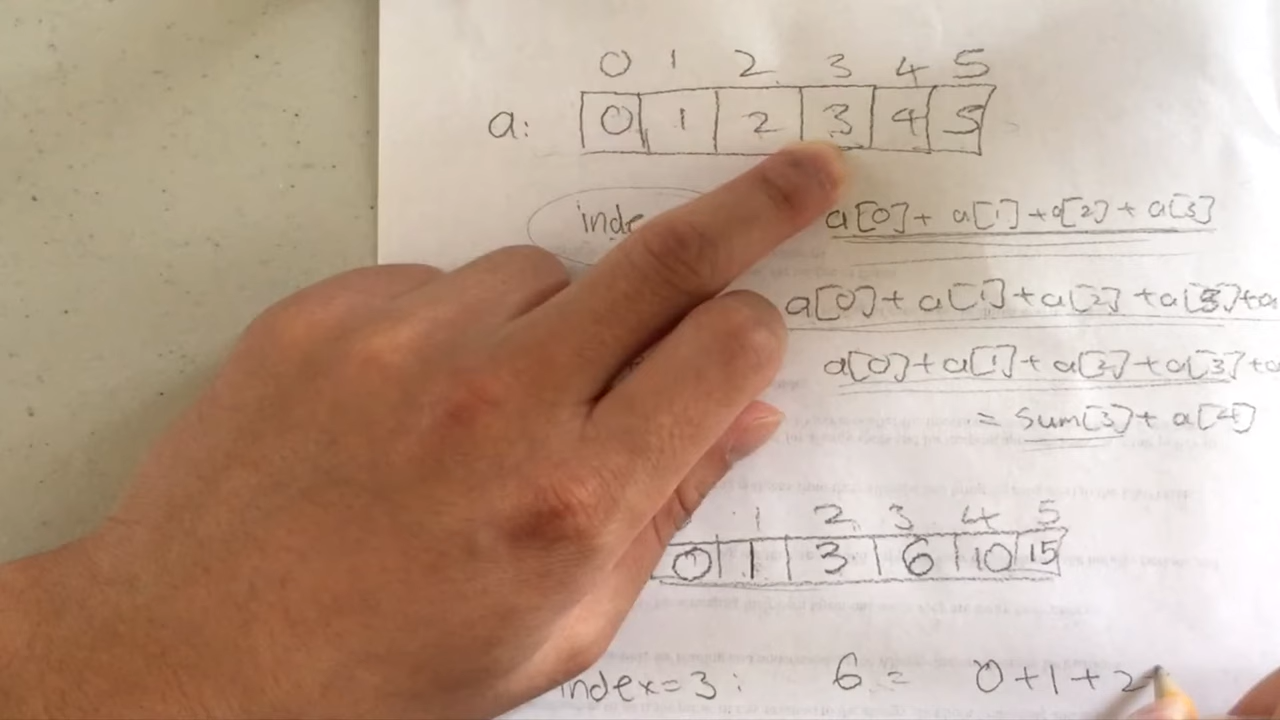 0 1 2 3 4 5
a: 0 1 2 3 4 5
a[0] + a[1] + a[2] + a[3]
a[0] + a[1] + a[2] + a[3] + a
a[0] + a[1] + a[2] + a[3] +
= sum[3] + a[4]
1 2 3 4 5
0 1 3 6 10 15
index=3: 6 = 0 + 1 + 2